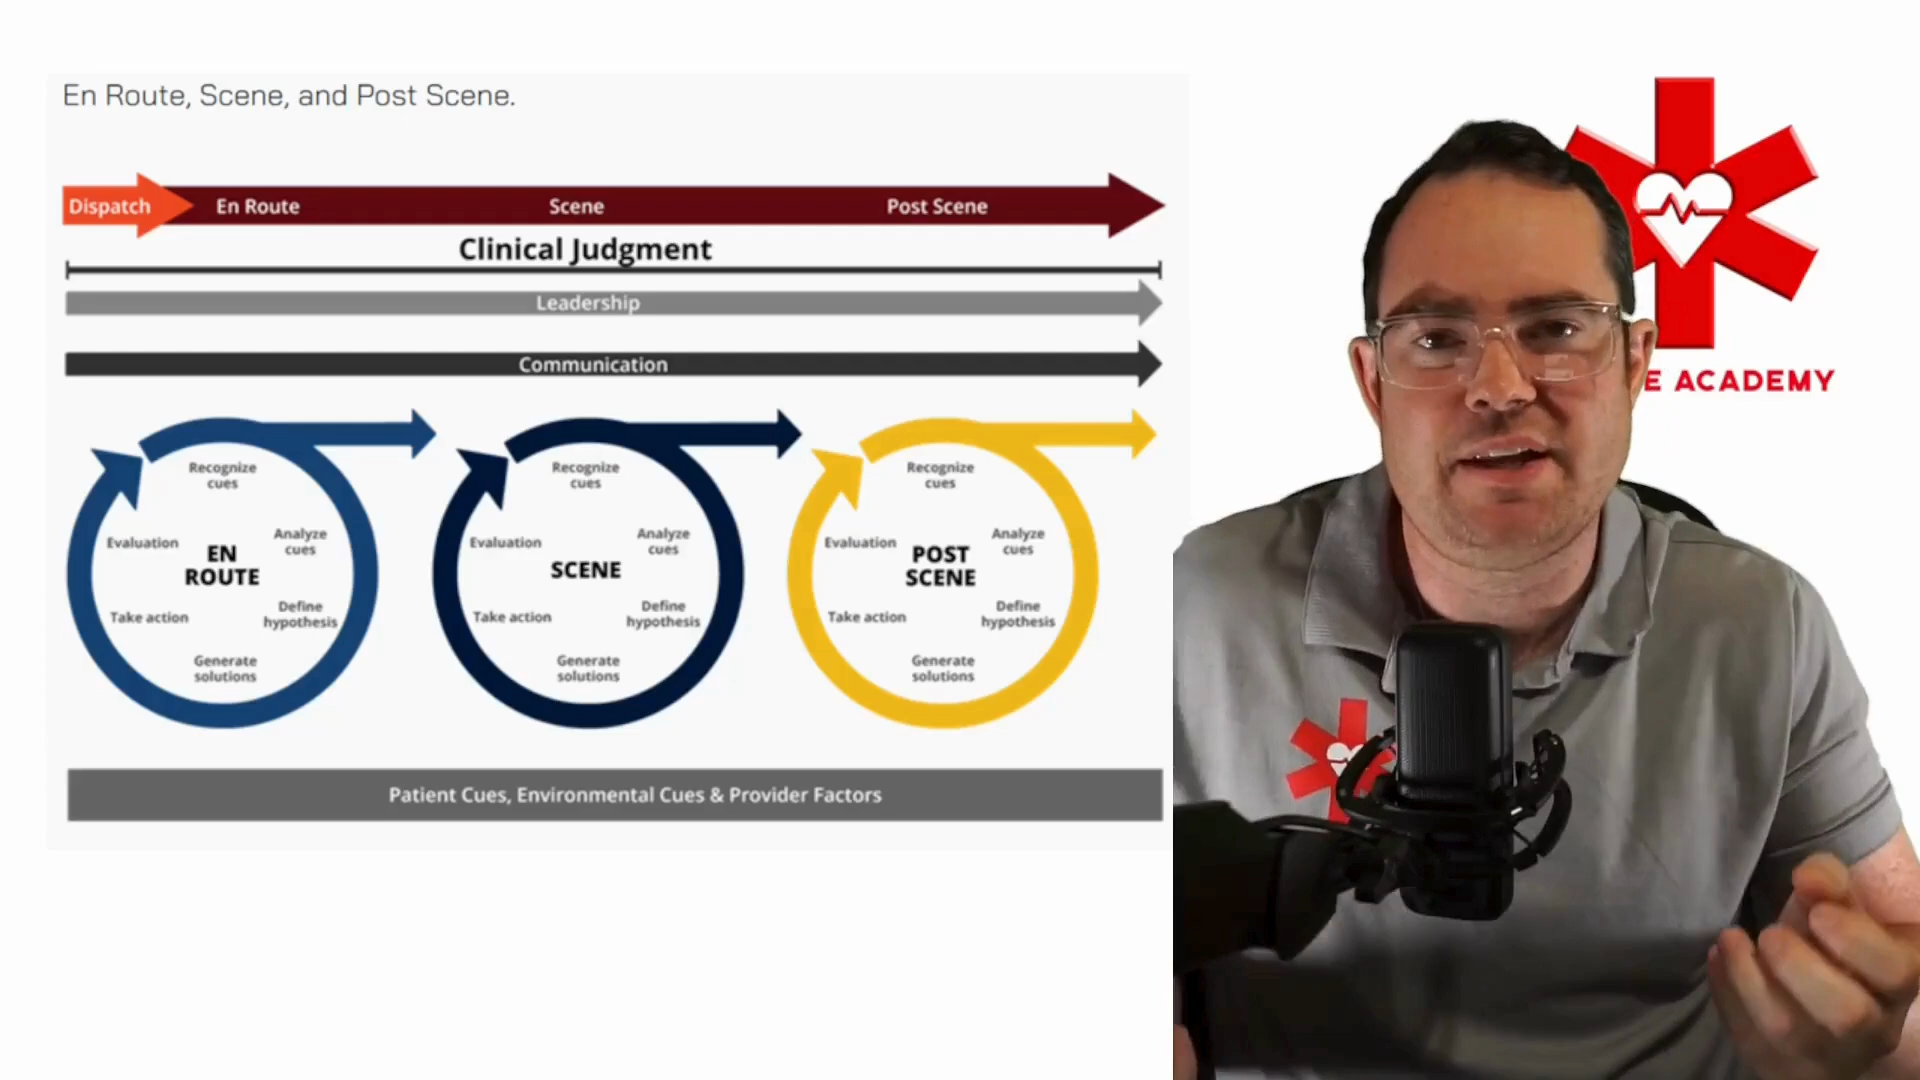 En Route, Scene, and Post Scene.
Dispatch
En Route
Scene
Post Scene
Clinical Judgment
Leadership
Communication
Recognize
cues
Analyze
cues
Define
hypothesis
Generate
solutions
Take action
Evaluation
EN
ROUTE
Recognize
cues
Analyze
cues
Define
hypothesis
Generate
solutions
Take action
Evaluation
SCENE
Recognize
cues
Analyze
cues
Define
hypothesis
Generate
solutions
Take action
Evaluation
POST
SCENE
Patient Cues, Environmental Cues & Provider Factors
ACADEMY